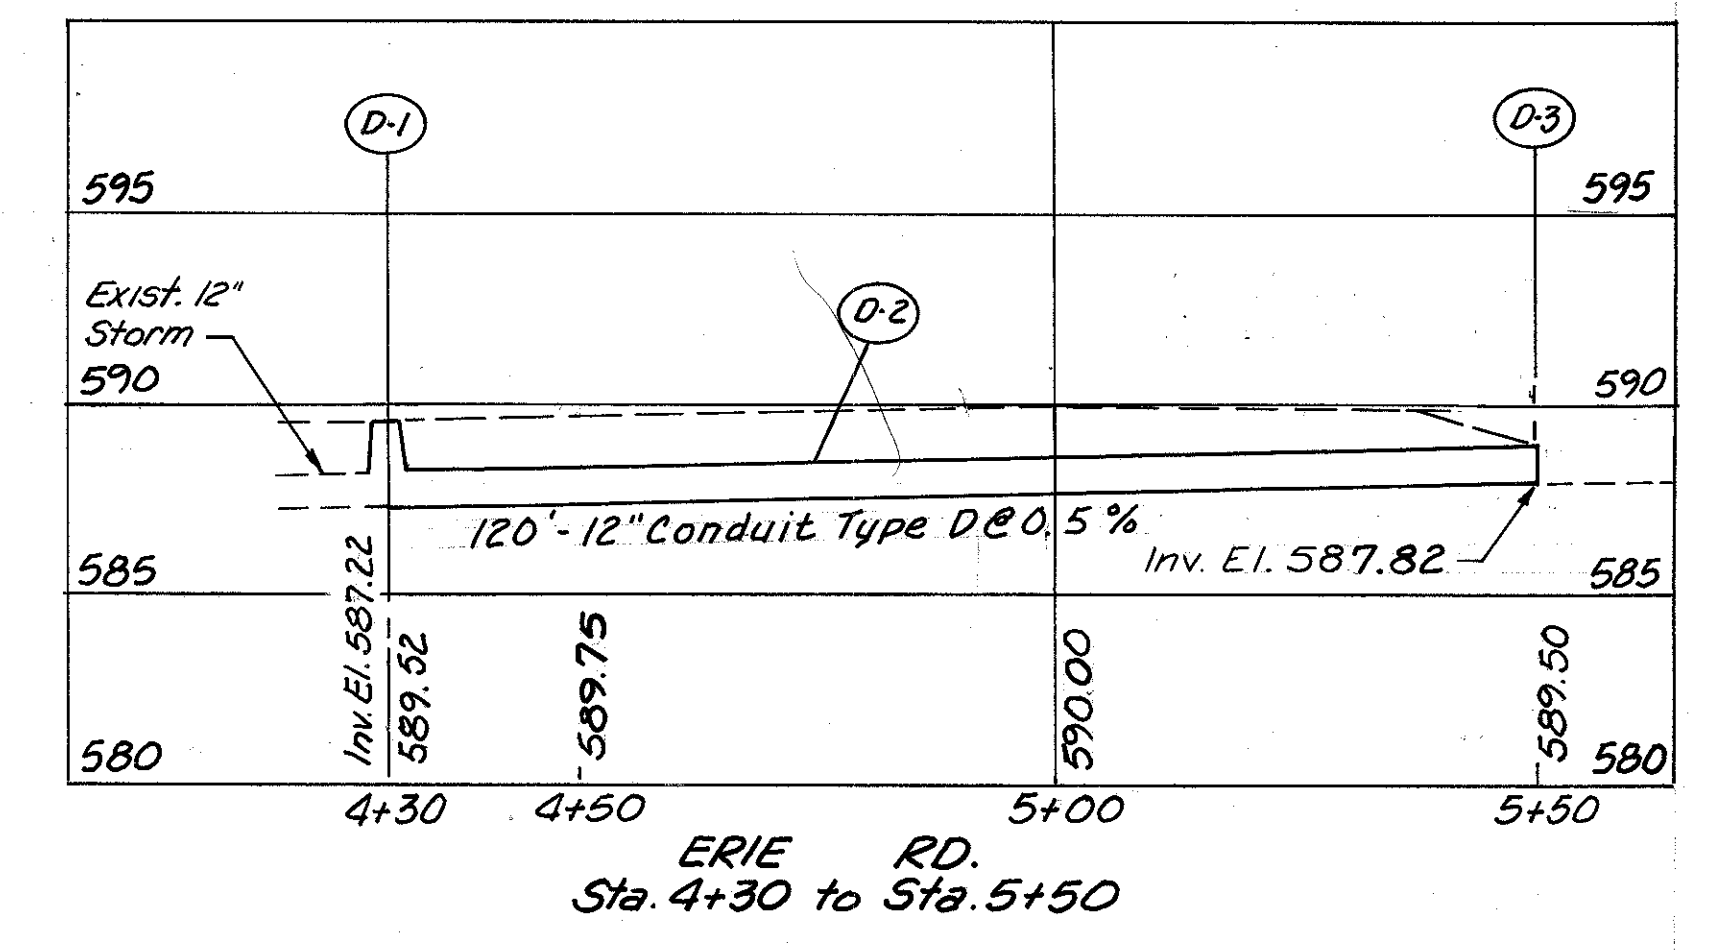 D-1
D-3
595
595
Exist. 12"
Storm
D-2
590
590
120'-12" Conduit Type D @ 0.5%
Inv. El. 587.82
585
585
Inv. El. 587.22
589.52
589.75
590.00
589.50
580
580
4+30
4+50
5+00
5+50
ERIE RD.
Sta. 4+30 to Sta. 5+50